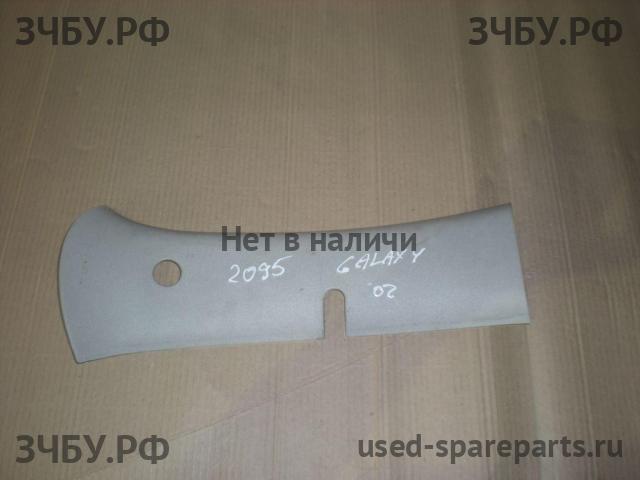 ЗЧБУ.РФ ЗЧБУ.РФ
Нет в наличи
2095 GALAXY
02
ЗЧБУ.РФ used-spareparts.ru